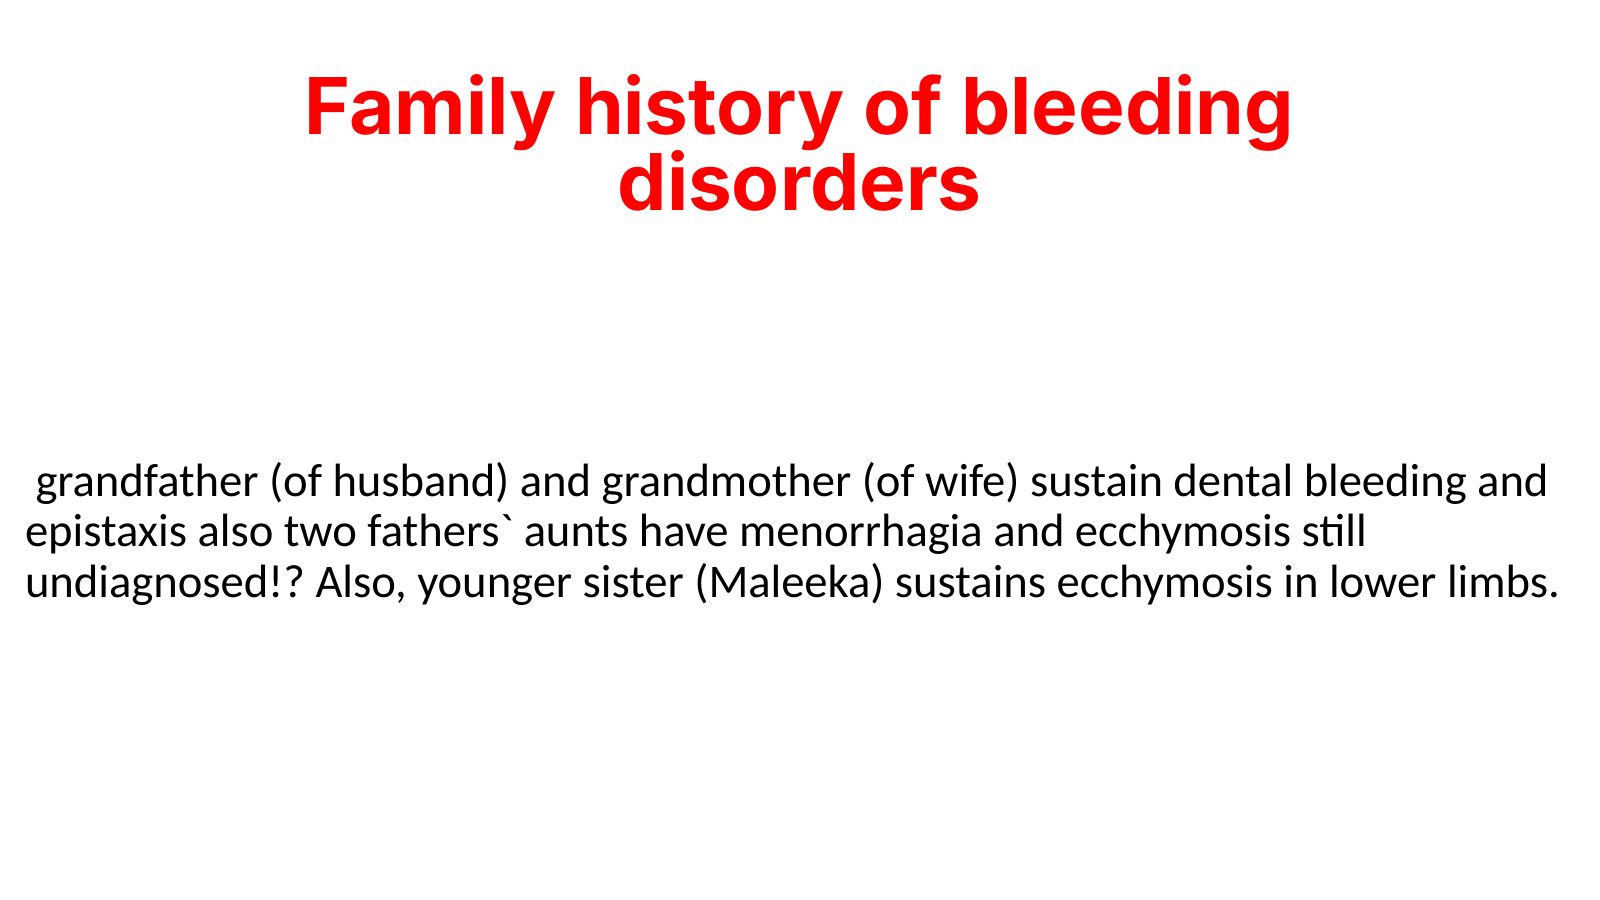 Family history of bleeding
disorders
grandfather (of husband) and grandmother (of wife) sustain dental bleeding and
epistaxis also two fathers` aunts have menorrhagia and ecchymosis still
undiagnosed!? Also, younger sister (Maleeka) sustains ecchymosis in lower limbs.